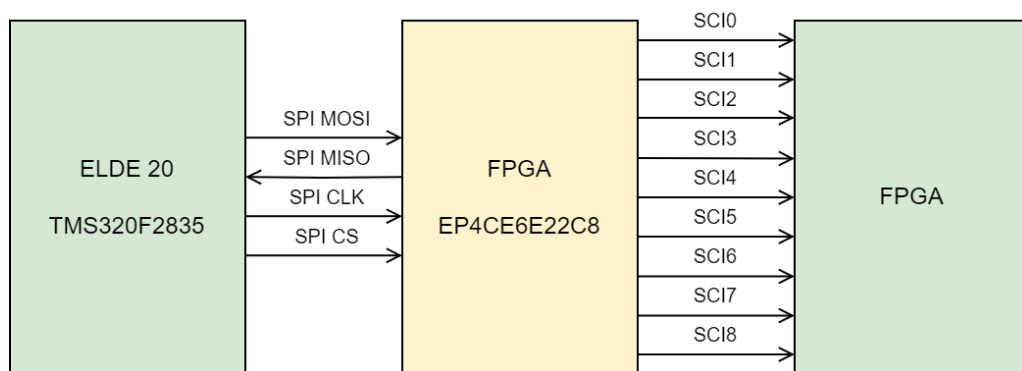 ELDE 20
TMS320F2835
SPI MOSI
SPI MISO
SPI CLK
SPI CS
FPGA
EP4CE6E22C8
SCI0
SCI1
SCI2
SCI3
SCI4
SCI5
SCI6
SCI7
SCI8
FPGA